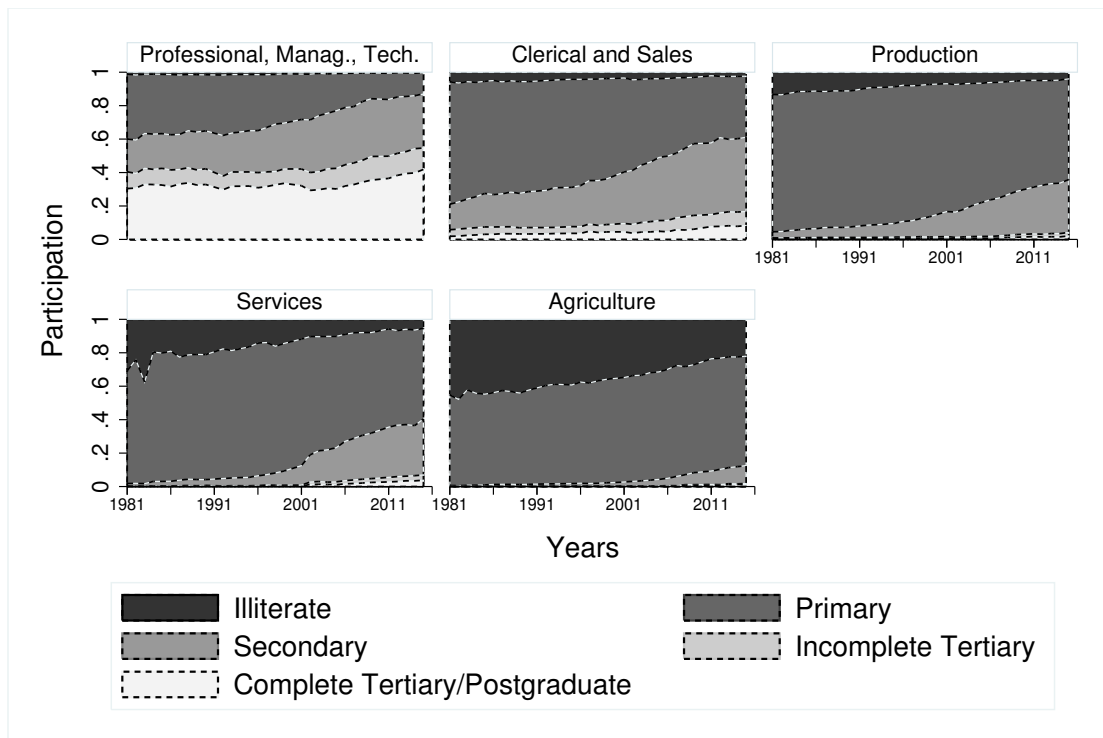 Professional, Manag., Tech.
Clerical and Sales
Production
0 .2 .4 .6 .8 1
1981 1991 2001 2011
Services
Agriculture
0 .2 .4 .6 .8 1
1981 1991 2001 2011
1981 1991 2001 2011
Participation
Years
Illiterate
Primary
Secondary
Incomplete Tertiary
Complete Tertiary/Postgraduate